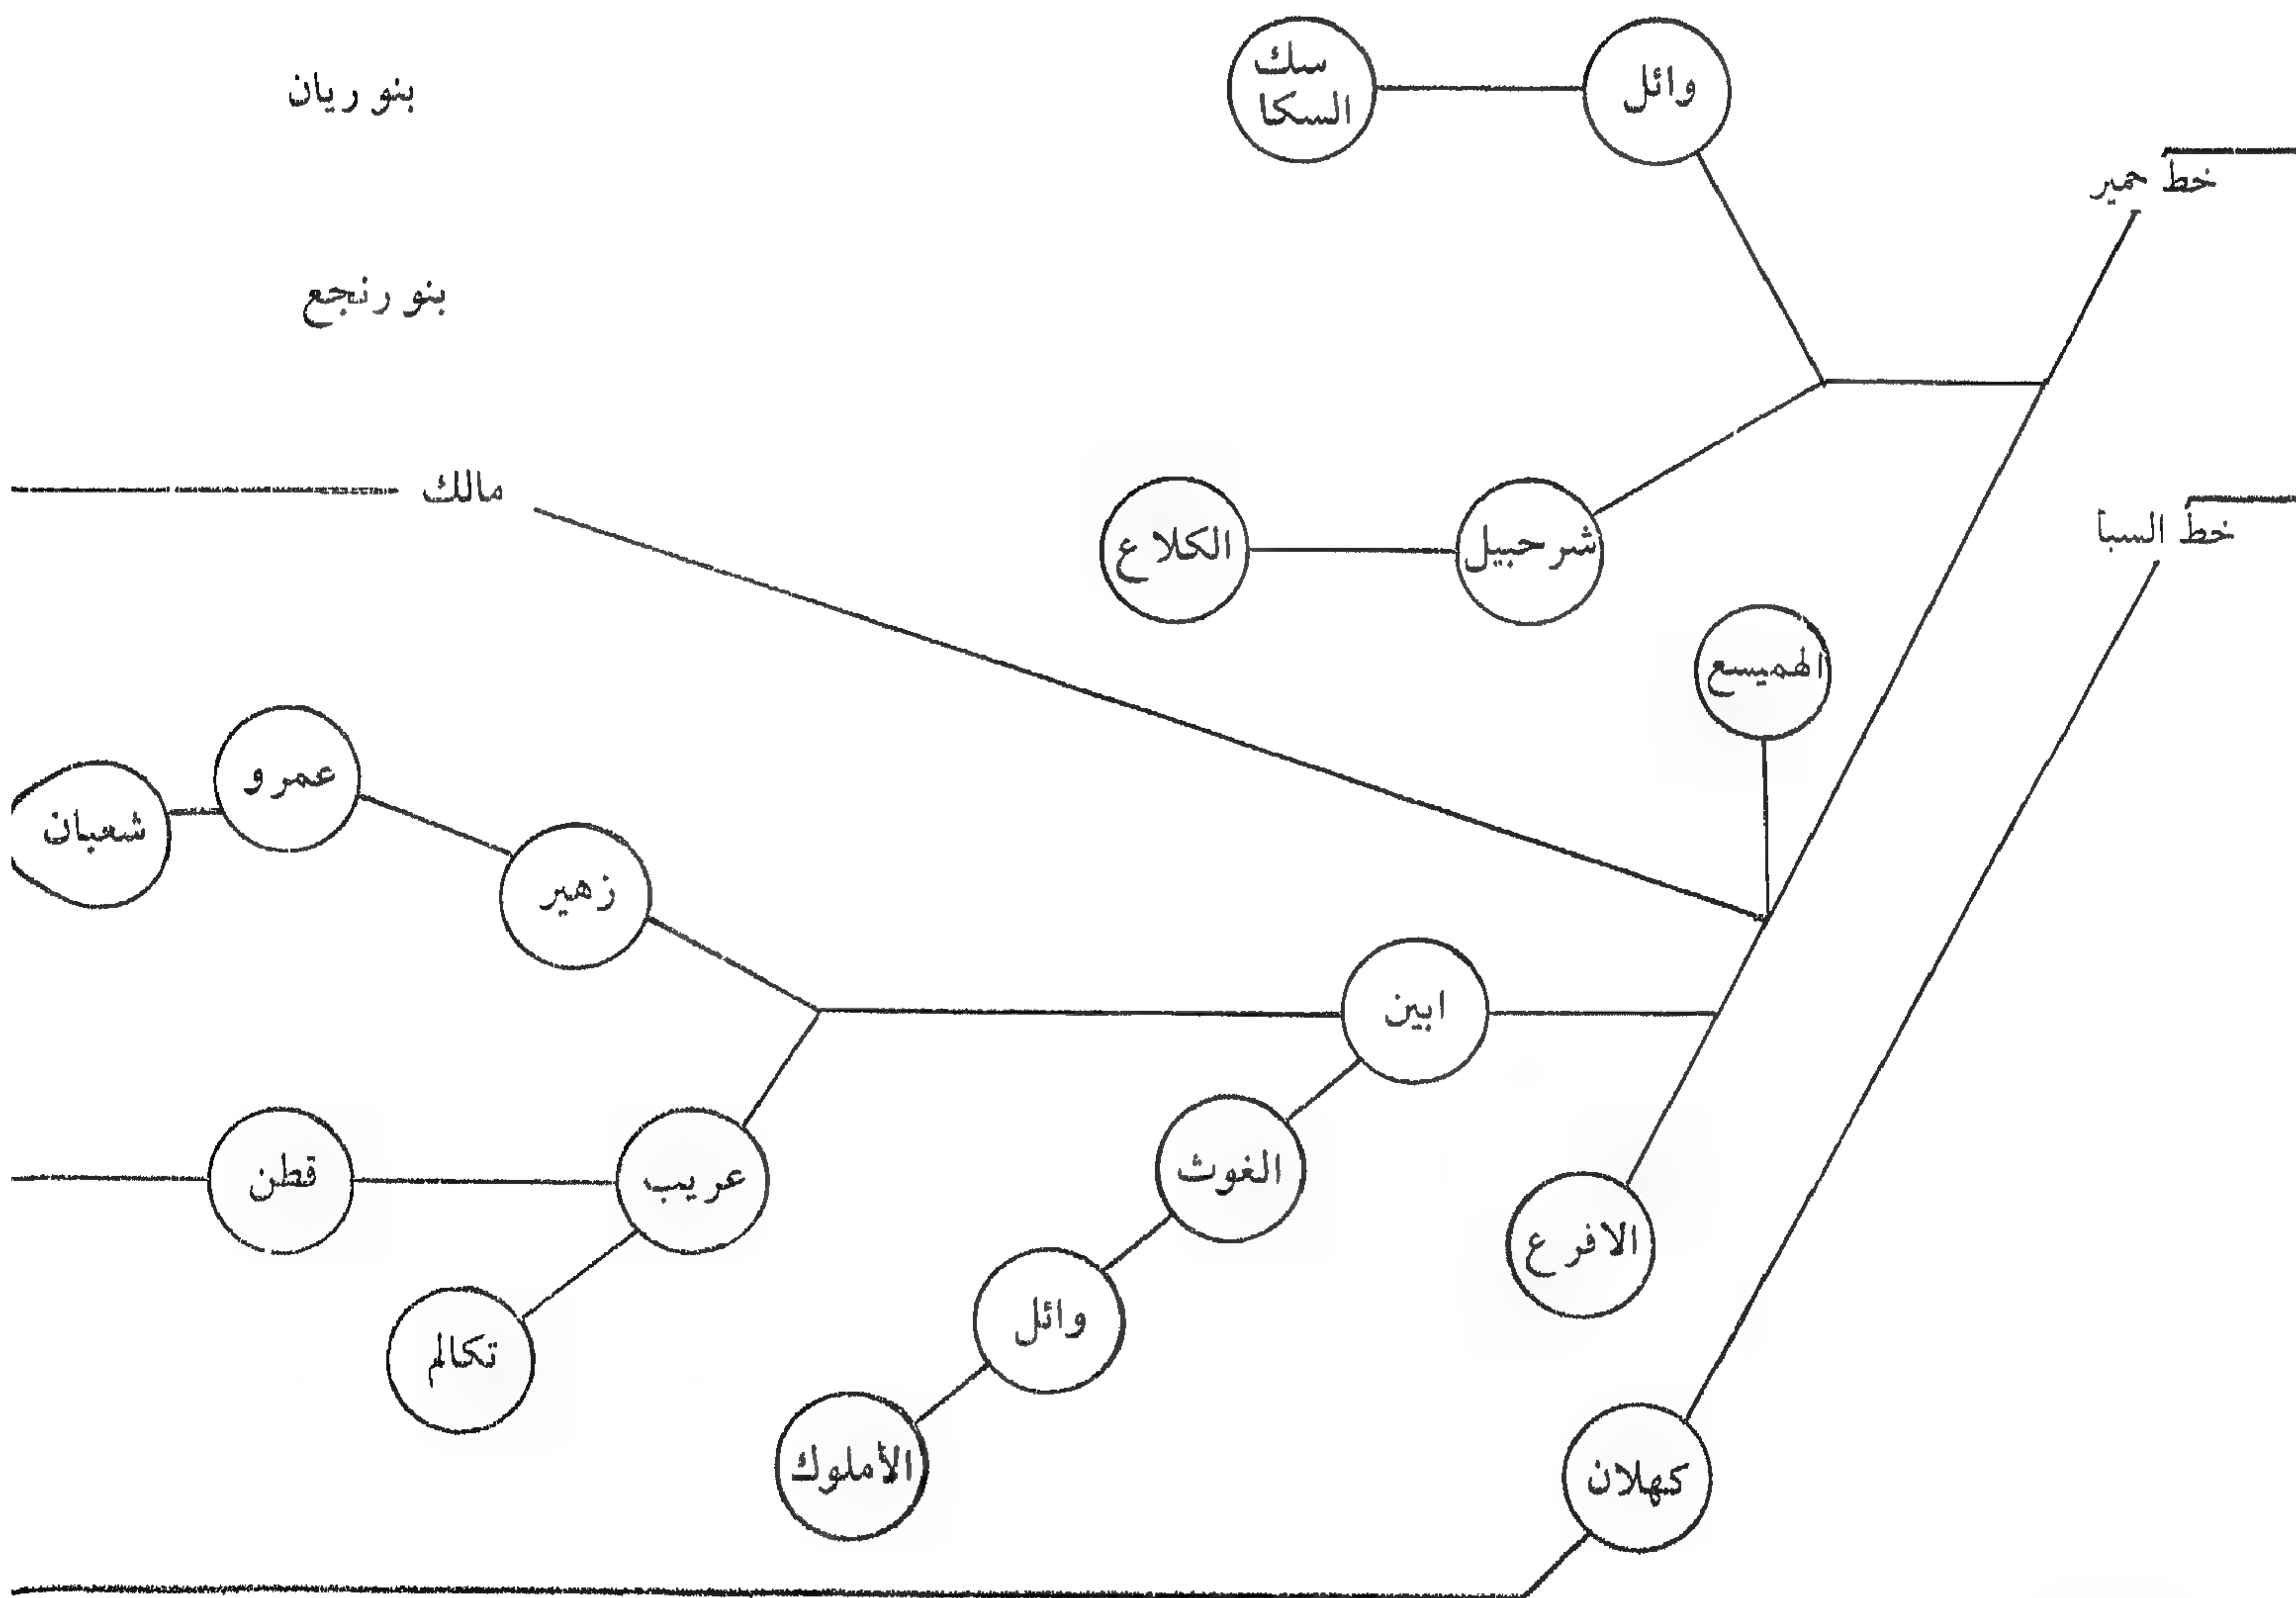 وائل
سك
السكا
بنو ريان
خط حمير
بنو رنجع
مالك
خط السبا
شرحبيل
الكلاع
الهميسع
عمرو
شعبان
زهير
ابين
الغوث
عريب
قطن
الافرع
وائل
تكالم
الأملوك
كهلان